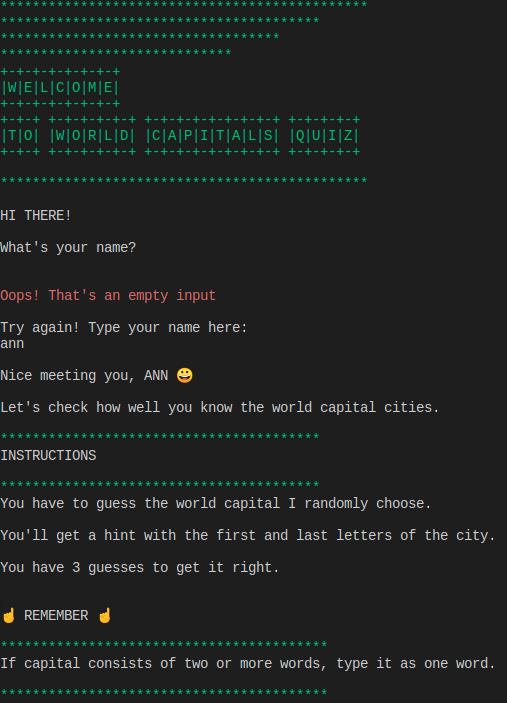 **********************************************
****************************************
***********************************
*****************************
+-+-+-+-+-+-+-+
|W|E|L|C|O|M|E|
+-+-+-+-+-+-+-+
+-+-+ +-+-+-+-+-+ +-+-+-+-+-+-+-+-+ +-+-+-+-+
|T|O| |W|O|R|L|D| |C|A|P|I|T|A|L|S| |Q|U|I|Z|
+-+-+ +-+-+-+-+-+ +-+-+-+-+-+-+-+-+ +-+-+-+-+
**********************************************
HI THERE!
What's your name?
Oops! That's an empty input
Try again! Type your name here:
ann
Nice meeting you, ANN 😀
Let's check how well you know the world capital cities.
****************************************
INSTRUCTIONS
****************************************
You have to guess the world capital I randomly choose.
You'll get a hint with the first and last letters of the city.
You have 3 guesses to get it right.
☝ REMEMBER ☝
*****************************************
If capital consists of two or more words, type it as one word.
*****************************************